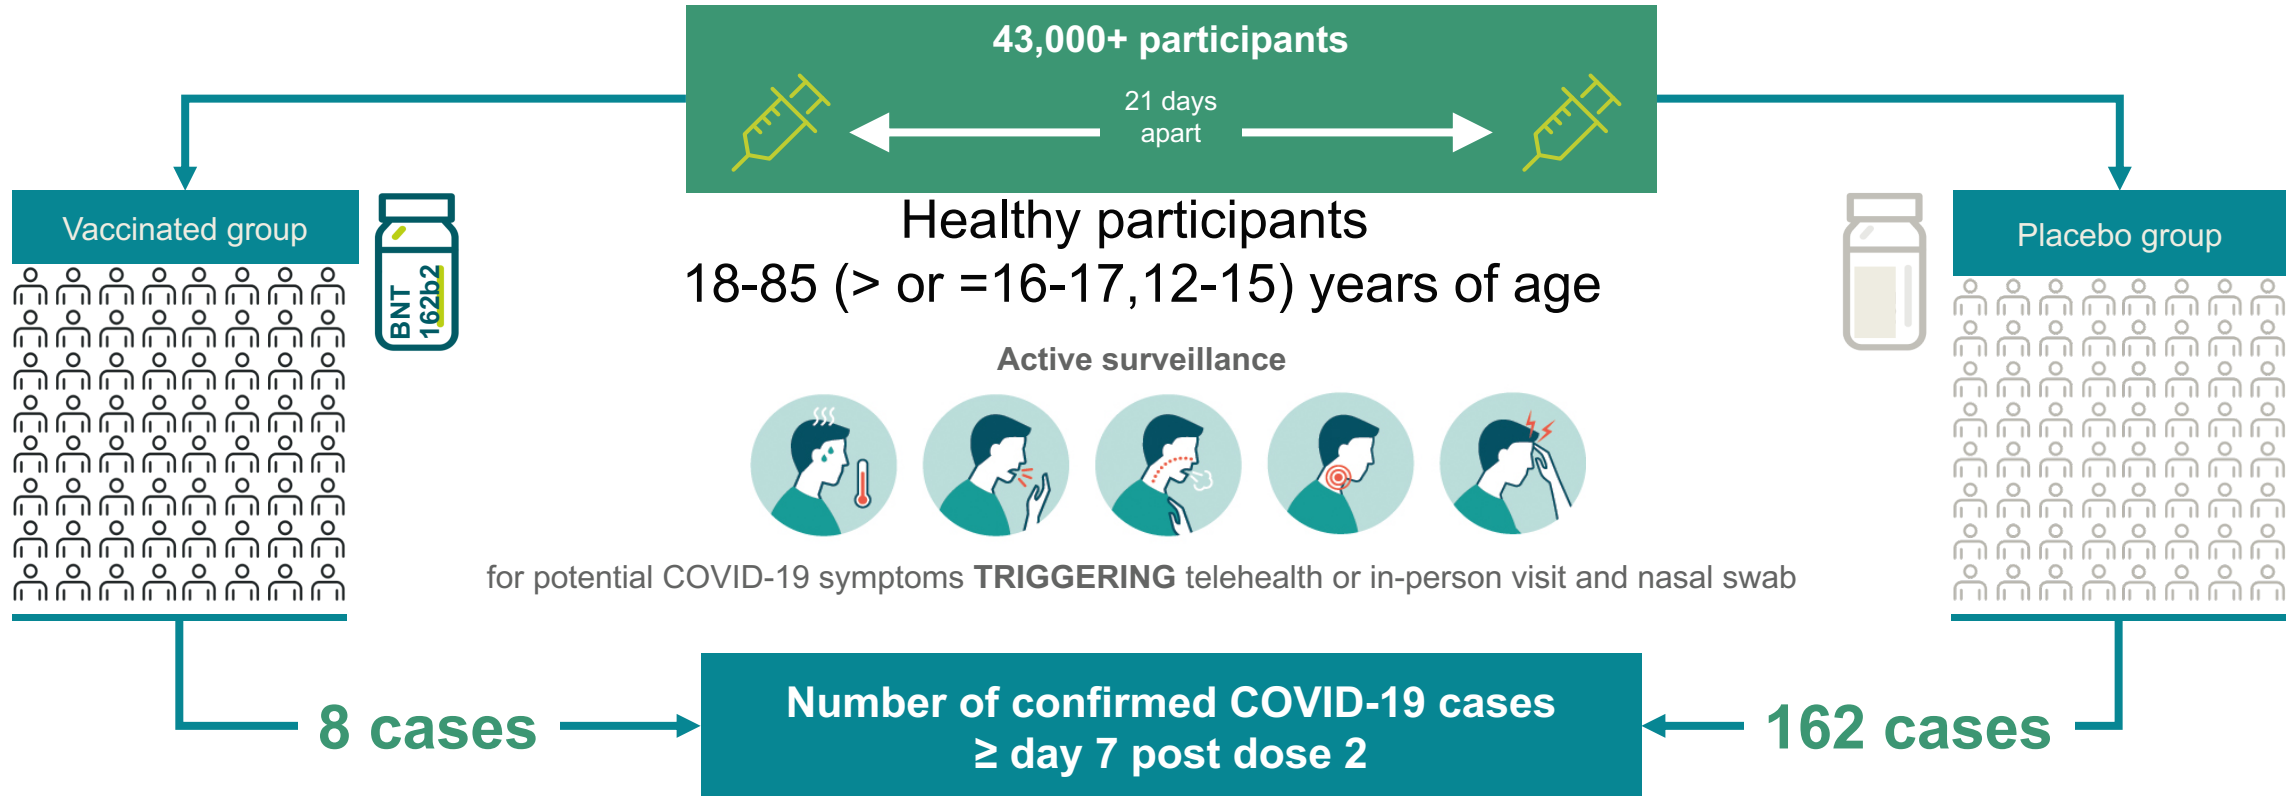 43,000+ participants
21 days
apart
Vaccinated group
BNT
162b2
Healthy participants
18-85 (> or =16-17,12-15) years of age
Placebo group
Active surveillance
for potential COVID-19 symptoms TRIGGERING telehealth or in-person visit and nasal swab
8 cases
Number of confirmed COVID-19 cases
≥ day 7 post dose 2
162 cases